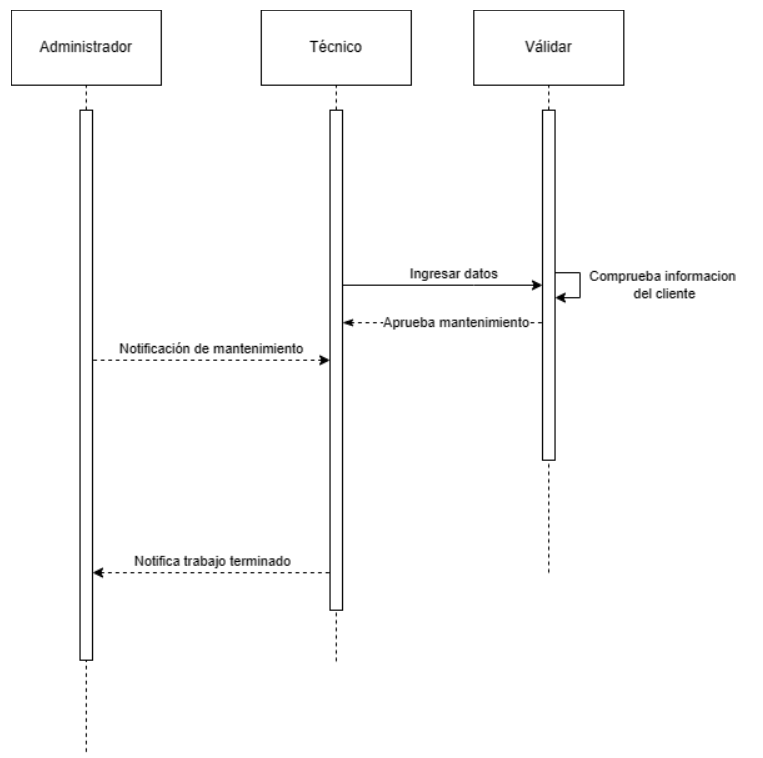 Administrador
Técnico
Válidar
Ingresar datos
Comprueba informacion
del cliente
Aprueba mantenimiento
Notificación de mantenimiento
Notifica trabajo terminado